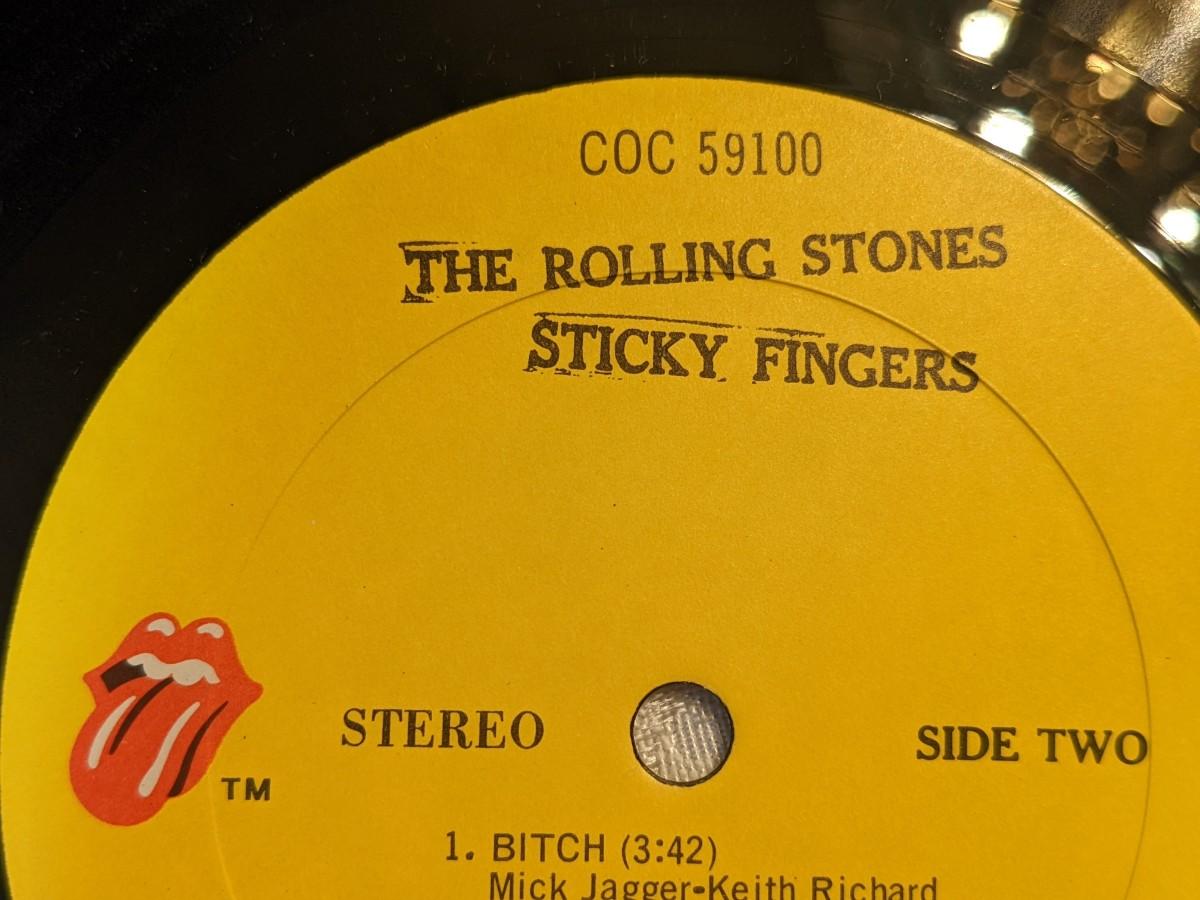 COC 59100
THE ROLLING STONES
STICKY FINGERS
STEREO
SIDE TWO
TM
1. BITCH (3:42)
Mick Jagger-Keith Richard